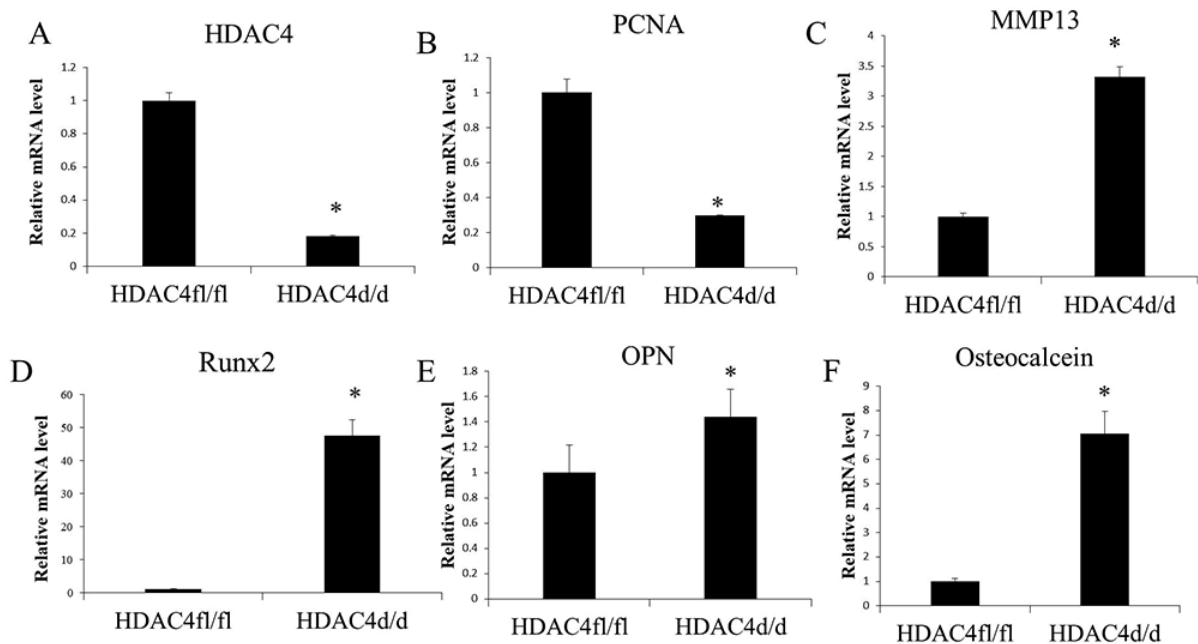 A
HDAC4
Relative mRNA level
1.2
1
0.8
0.6
0.4
0.2
0
*
HDAC4fl/fl
HDAC4d/d
B
PCNA
Relative mRNA level
1.2
1
0.8
0.6
0.4
0.2
0
*
HDAC4fl/fl
HDAC4d/d
C
MMP13
Relative mRNA level
4
3.5
3
2.5
2
1.5
1
0.5
0
*
HDAC4fl/fl
HDAC4d/d
D
Runx2
Relative mRNA level
60
50
40
30
20
10
0
*
HDAC4fl/fl
HDAC4d/d
E
OPN
Relative mRNA level
1.8
1.6
1.4
1.2
1
0.8
0.6
0.4
0.2
0
*
HDAC4fl/fl
HDAC4d/d
F
Osteocalcein
Relative mRNA level
9
8
7
6
5
4
3
2
1
0
*
HDAC4fl/fl
HDAC4d/d